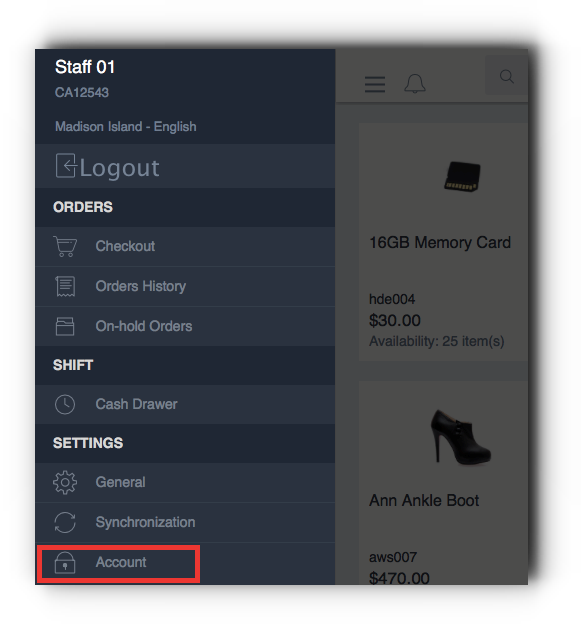 Staff 01
CA12543
Madison Island - English
Logout
ORDERS
Checkout
Orders History
On-hold Orders
SHIFT
Cash Drawer
SETTINGS
General
Synchronization
Account
16GB Memory Card
hde004
$30.00
Availability: 25 item(s)
Ann Ankle Boot
aws007
$470.00